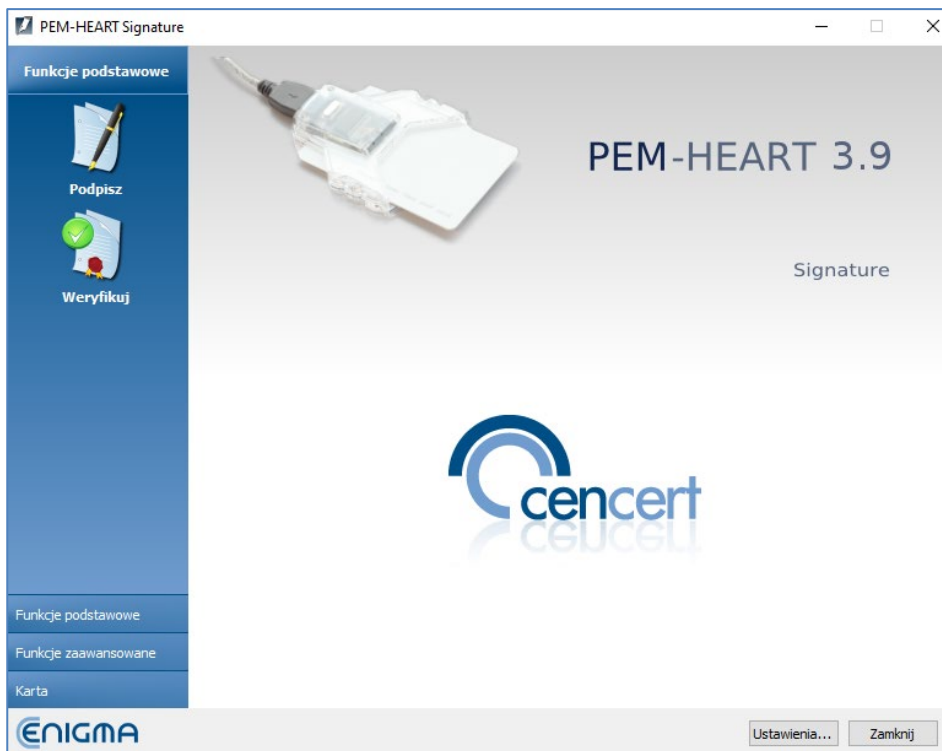 PEM-HEART Signature
Funkcje podstawowe
Podpisz
Weryfikuj
PEM-HEART 3.9
Signature
cencert
Funkcje podstawowe
Funkcje zaawansowane
Karta
ENIGMA
Ustawienia...
Zamknij